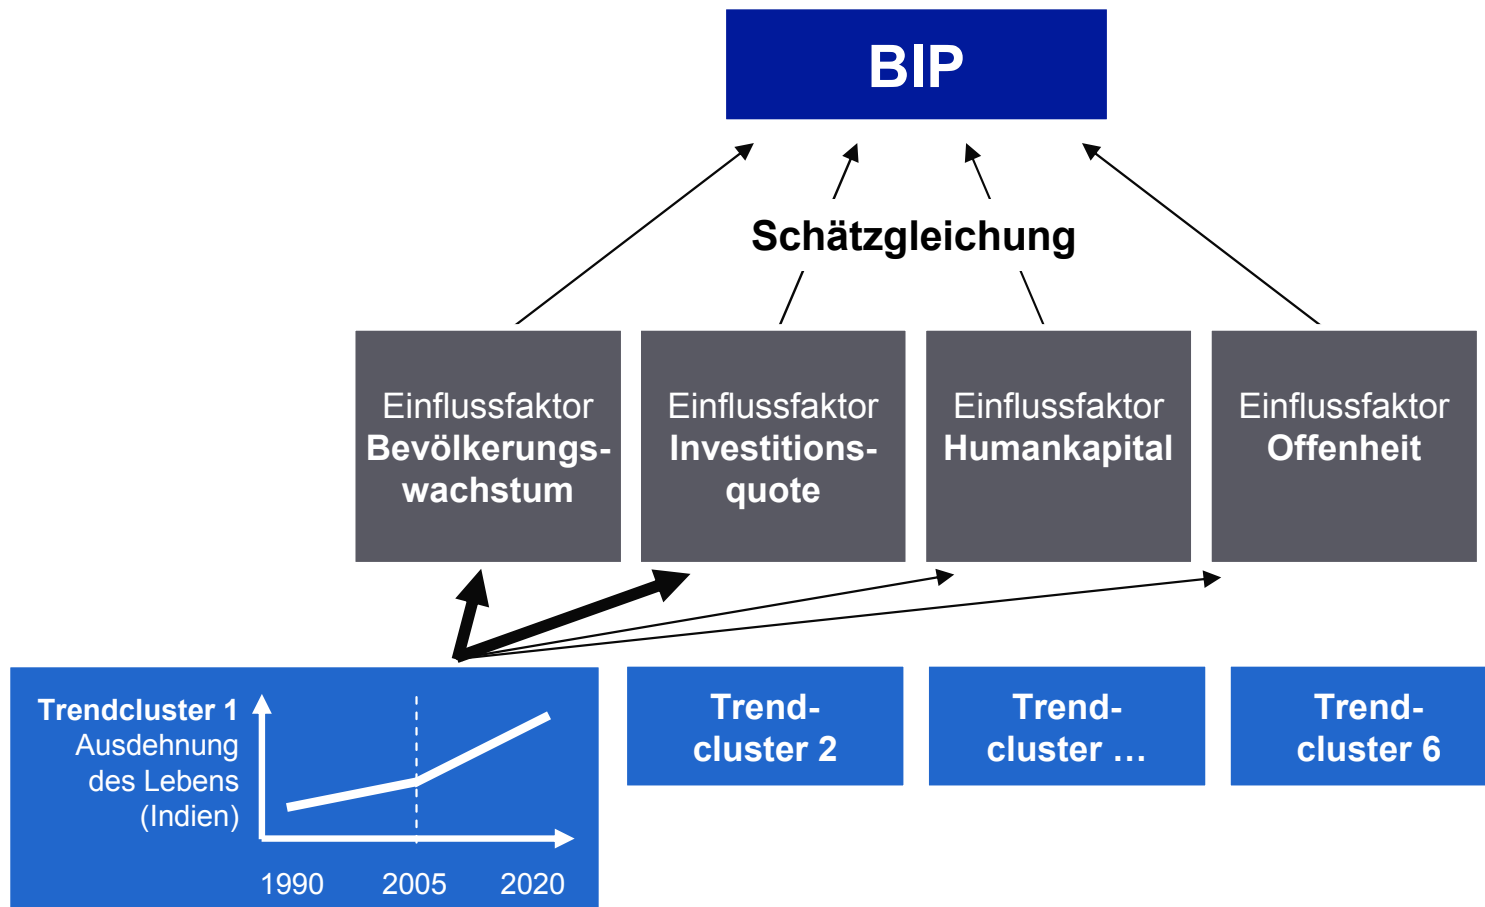 BIP
Schätzgleichung
Einflussfaktor
Bevölkerungs-
wachstum
Einflussfaktor
Investitions-
quote
Einflussfaktor
Humankapital
Einflussfaktor
Offenheit
Trendcluster 1
Ausdehnung
des Lebens
(Indien)
1990 2005 2020
Trend-
cluster 2
Trend-
cluster ...
Trend-
cluster 6